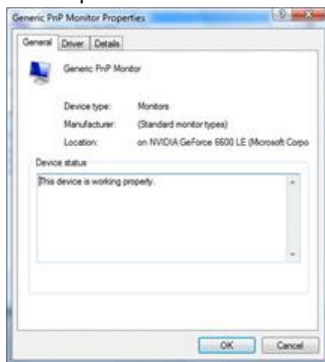 Generic PnP Monitor Properties
General Driver Details
Generic PnP Monitor
Device type: Monitors
Manufacturer: (Standard monitor types)
Location: on NVIDIA GeForce 6600 LE (Microsoft Corpo
Device status
This device is working properly.
OK Cancel